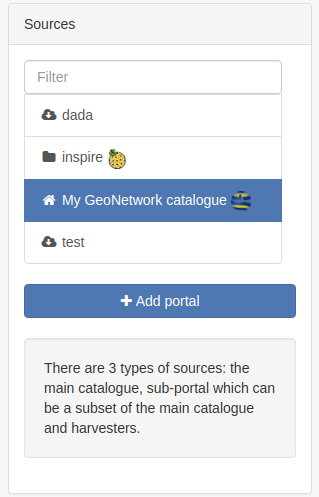 Sources
Filter
dada
inspire
My GeoNetwork catalogue
test
Add portal
There are 3 types of sources: the
main catalogue, sub-portal which can
be a subset of the main catalogue
and harvesters.